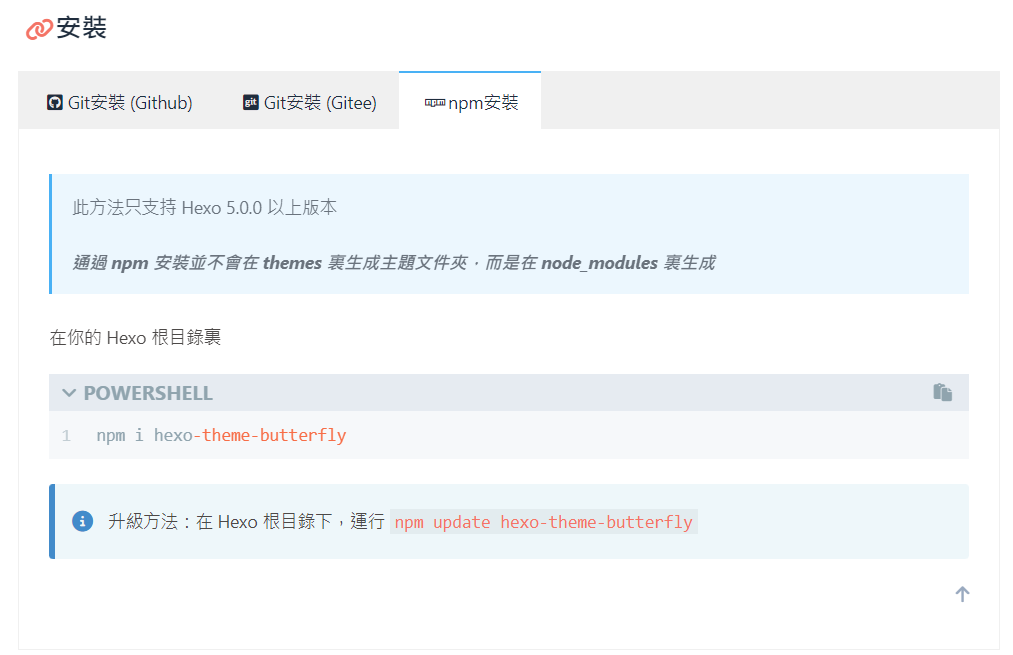 安裝
Git安裝 (Github)
git Git安裝 (Gitee)
npm npm安裝
此方法只支持 Hexo 5.0.0 以上版本
通過 npm 安裝並不會在 themes 裏生成主題文件夾，而是在 node_modules 裏生成
在你的 Hexo 根目錄裏
POWERSHELL
1 npm i hexo-theme-butterfly
升級方法：在 Hexo 根目錄下，運行 npm update hexo-theme-butterfly